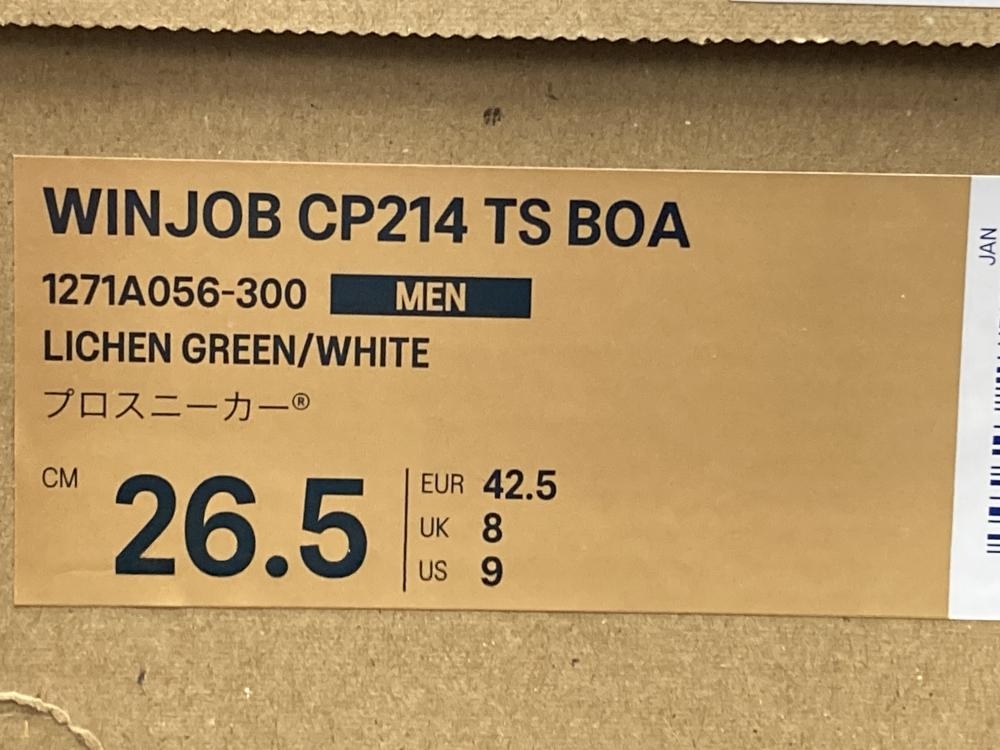 WINJOB CP214 TS BOA
1271A056-300 MEN
LICHEN GREEN/WHITE
プロスニーカー®
CM 26.5
EUR 42.5
UK 8
US 9
JAN